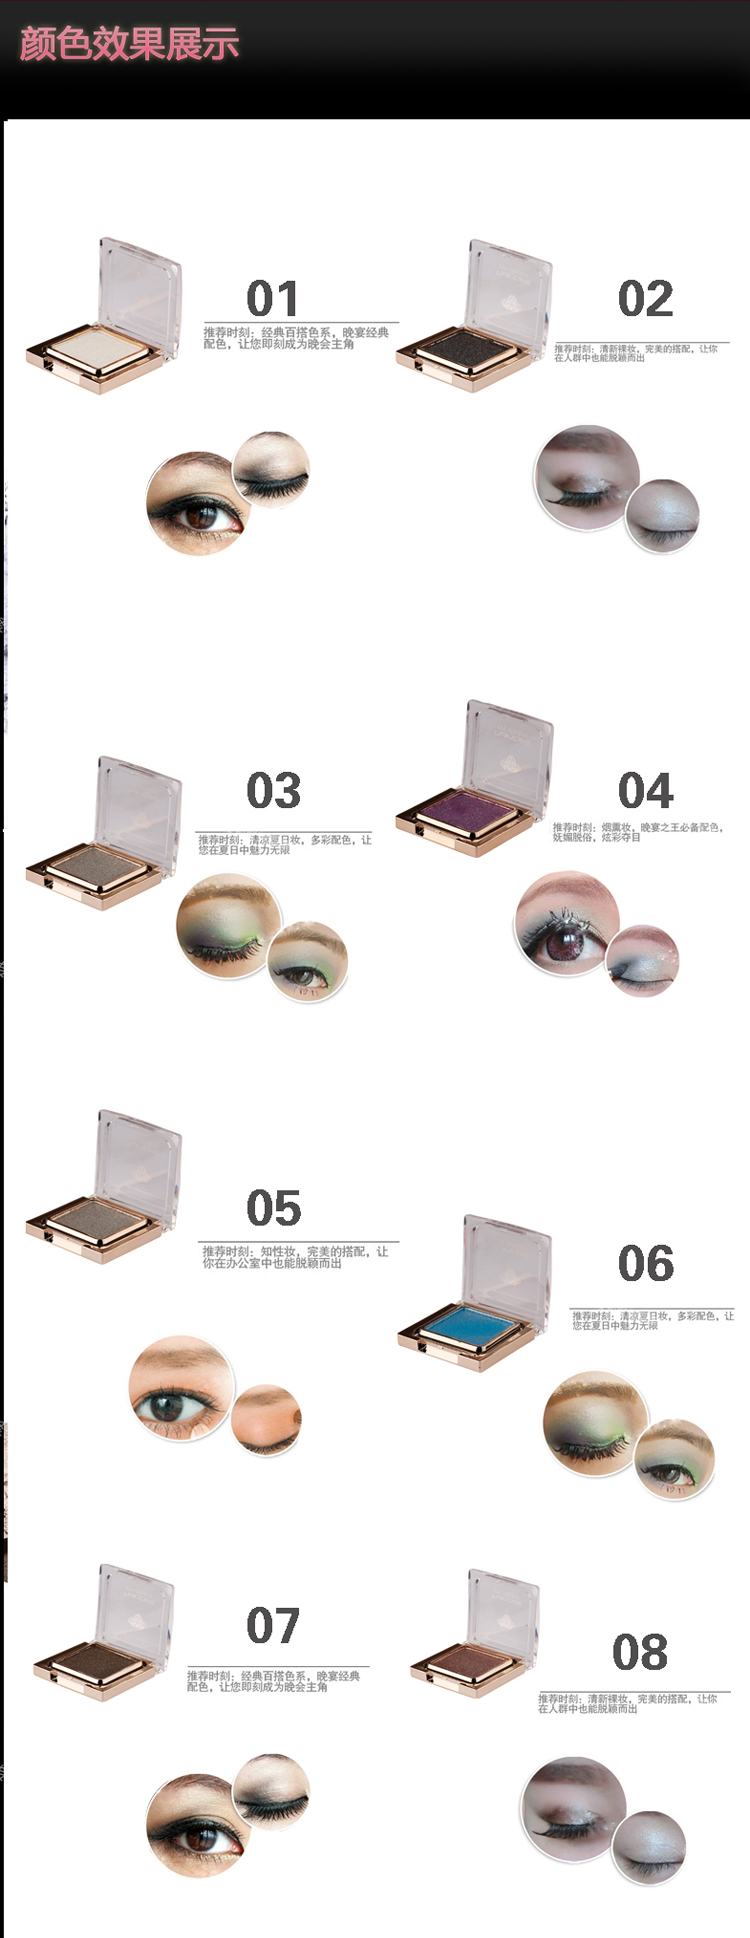 颜色效果展示
01
推荐时刻：经典百搭色系，晚宴经典
配色，让您即刻成为晚会主角
02
推荐时刻：清新裸妆，完美的搭配，让你
在人群中也能脱颖而出
03
推荐时刻：清凉夏日妆，多彩配色，让
您在夏日中魅力无限
04
推荐时刻：烟熏妆，晚宴之王必备配色，
妩媚脱俗，炫彩夺目
05
推荐时刻：知性妆，完美的搭配，让
你在办公室中也能脱颖而出
06
推荐时刻：清凉夏日妆，多彩配色，让
您在夏日中魅力无限
07
推荐时刻：经典百搭色系，晚宴经典
配色，让您即刻成为晚会主角
08
推荐时刻：清新裸妆，完美的搭配，让你
在人群中也能脱颖而出